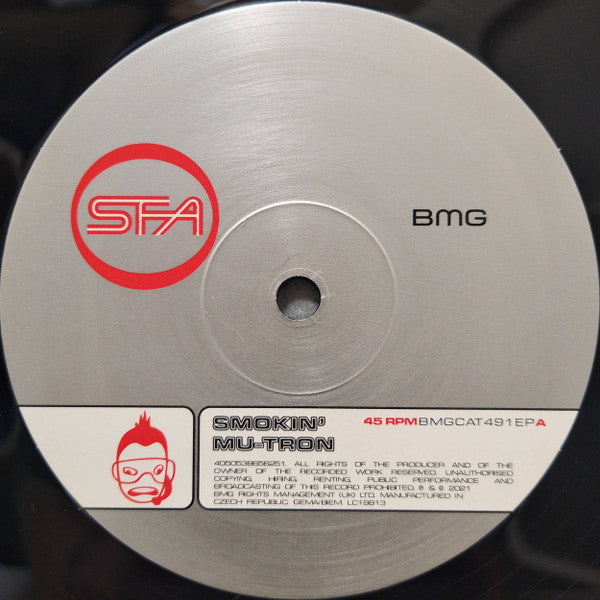 SFA
BMG
SMOKIN'
MU-TRON
45 RPM BMGCAT491EPA
4050538656251. ALL RIGHTS OF THE PRODUCER AND OF THE
OWNER OF THE RECORDED WORK RESERVED. UNAUTHORISED
COPYING, HIRING, RENTING, PUBLIC PERFORMANCE AND
BROADCASTING OF THIS RECORD PROHIBITED. ℗ & © 2021
BMG RIGHTS MANAGEMENT (UK) LTD. MANUFACTURED IN
CZECH REPUBLIC. GEMA/BIEM. LC19813